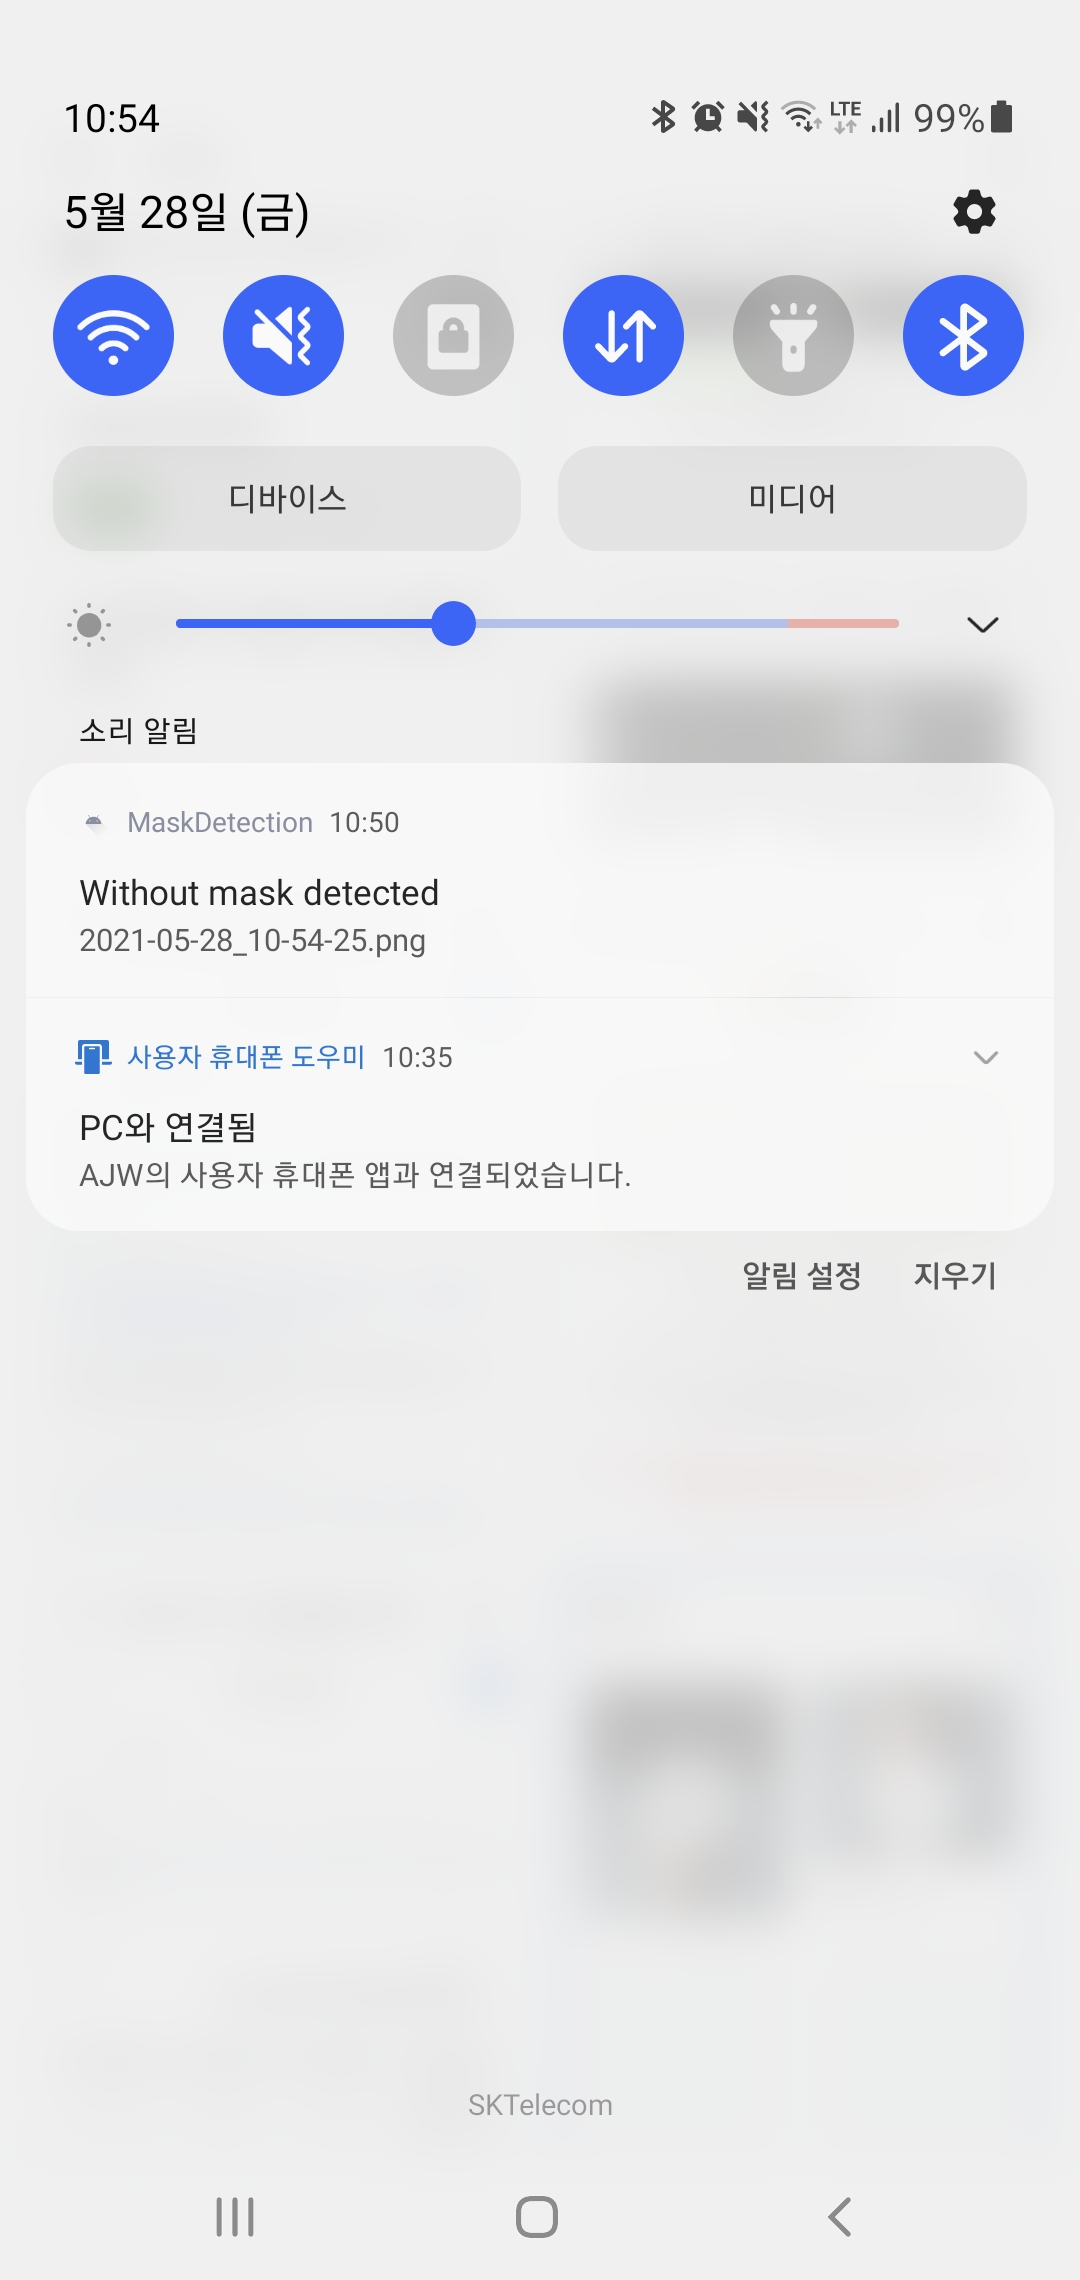 10:54
LTE
99%
5월 28일 (금)
디바이스
미디어
소리 알림
MaskDetection 10:50
Without mask detected
2021-05-28_10-54-25.png
사용자 휴대폰 도우미 10:35
PC와 연결됨
AJW의 사용자 휴대폰 앱과 연결되었습니다.
알림 설정
지우기
SKTelecom